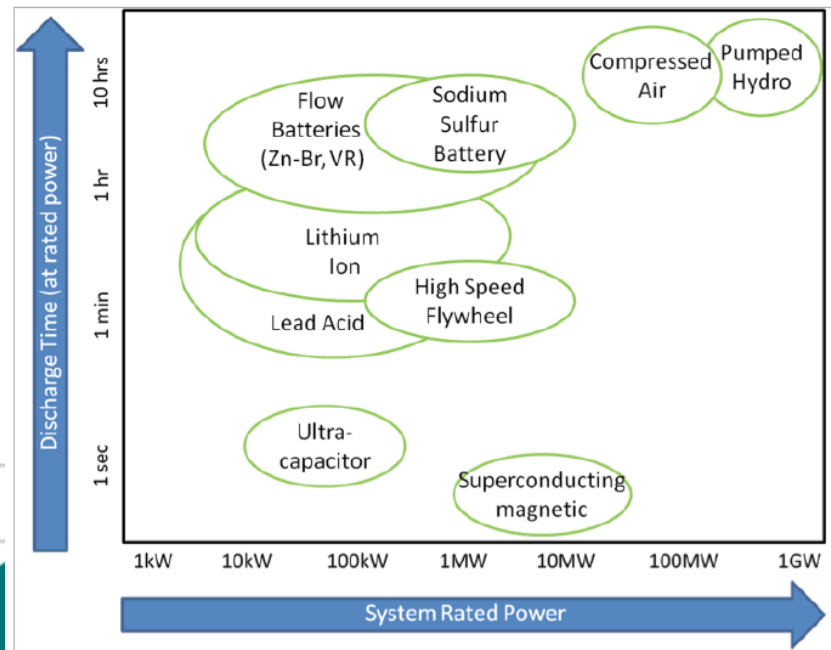 Discharge Time (at rated power)
10 hrs
1 hr
1 min
1 sec
Compressed
Air
Pumped
Hydro
Flow
Batteries
(Zn-Br, VR)
Sodium
Sulfur
Battery
Lithium
Ion
High Speed
Flywheel
Lead Acid
Ultra-
capacitor
Superconducting
magnetic
1kW 10kW 100kW 1MW 10MW 100MW 1GW
System Rated Power